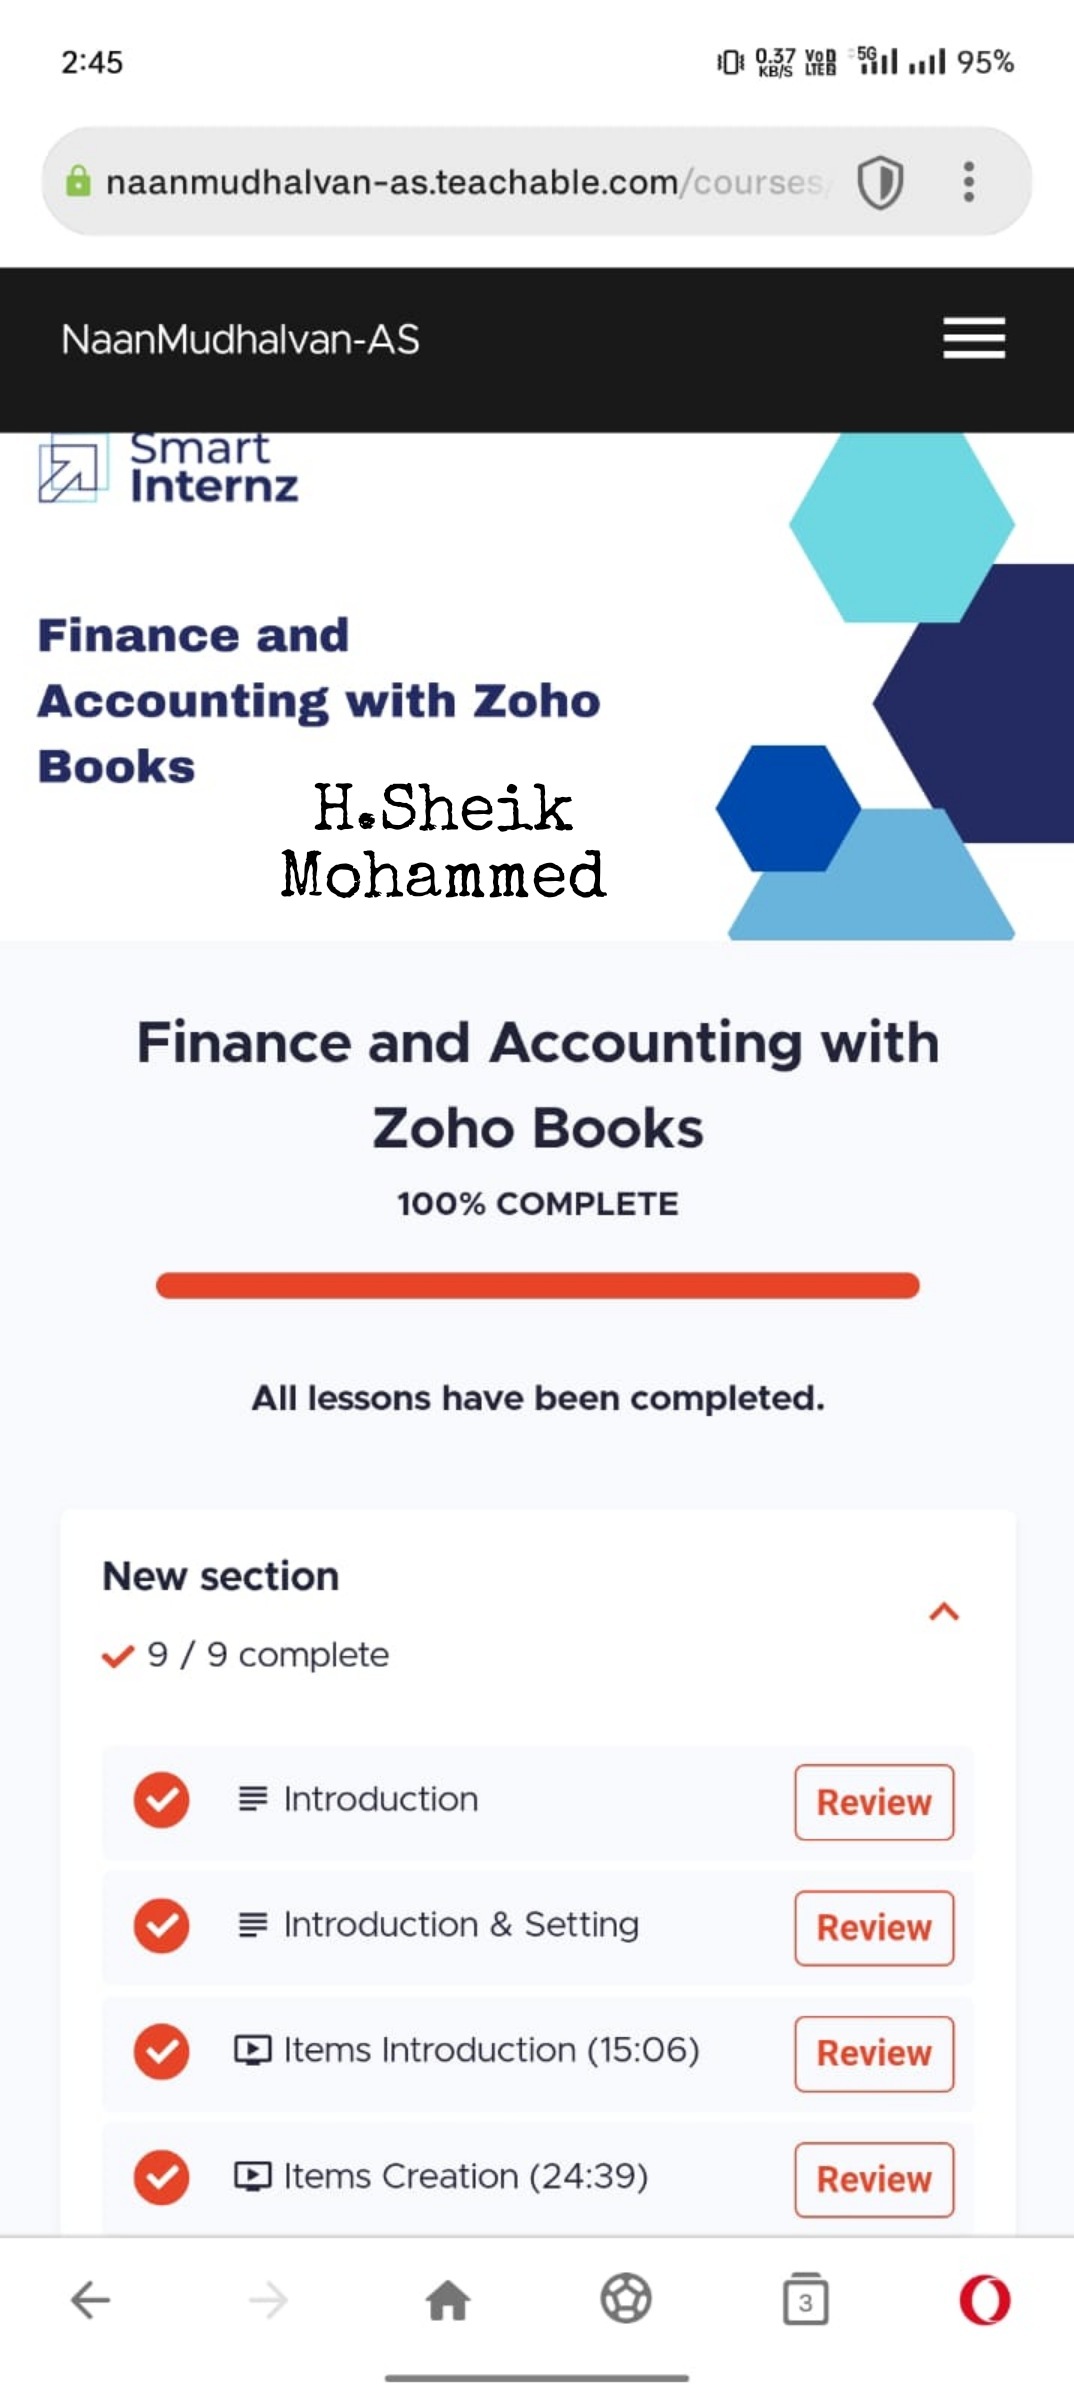 2:45
0.37 KB/S VoD LTE 5G 95%
naanmudhalvan-as.teachable.com/courses/
NaanMudhalvan-AS
Smart
Internz
Finance and
Accounting with Zoho
Books
H.Sheik
Mohammed
Finance and Accounting with
Zoho Books
100% COMPLETE
All lessons have been completed.
New section
9 / 9 complete
Introduction
Review
Introduction & Setting
Review
Items Introduction (15:06)
Review
Items Creation (24:39)
Review
3